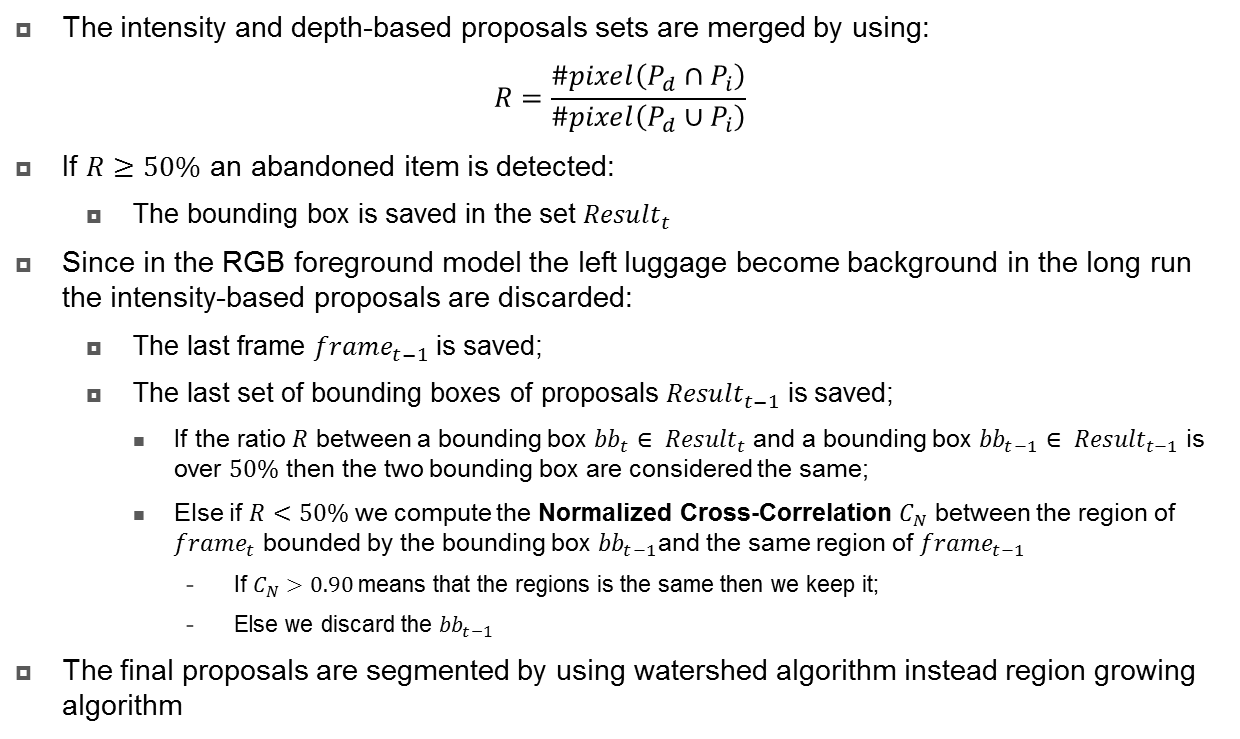 The intensity and depth-based proposals sets are merged by using:
R = #pixel(P_d ∩ P_i) / #pixel(P_d ∪ P_i)
If R ≥ 50% an abandoned item is detected:
The bounding box is saved in the set Result_t
Since in the RGB foreground model the left luggage become background in the long run
the intensity-based proposals are discarded:
The last frame frame_{t−1} is saved;
The last set of bounding boxes of proposals Result_{t−1} is saved;
If the ratio R between a bounding box bb_t ∈ Result_t and a bounding box bb_{t−1} ∈ Result_{t−1} is
over 50% then the two bounding box are considered the same;
Else if R < 50% we compute the Normalized Cross-Correlation C_N between the region of
frame_t bounded by the bounding box bb_{t−1} and the same region of frame_{t−1}
- If C_N > 0.90 means that the regions is the same then we keep it;
- Else we discard the bb_{t−1}
The final proposals are segmented by using watershed algorithm instead region growing
algorithm